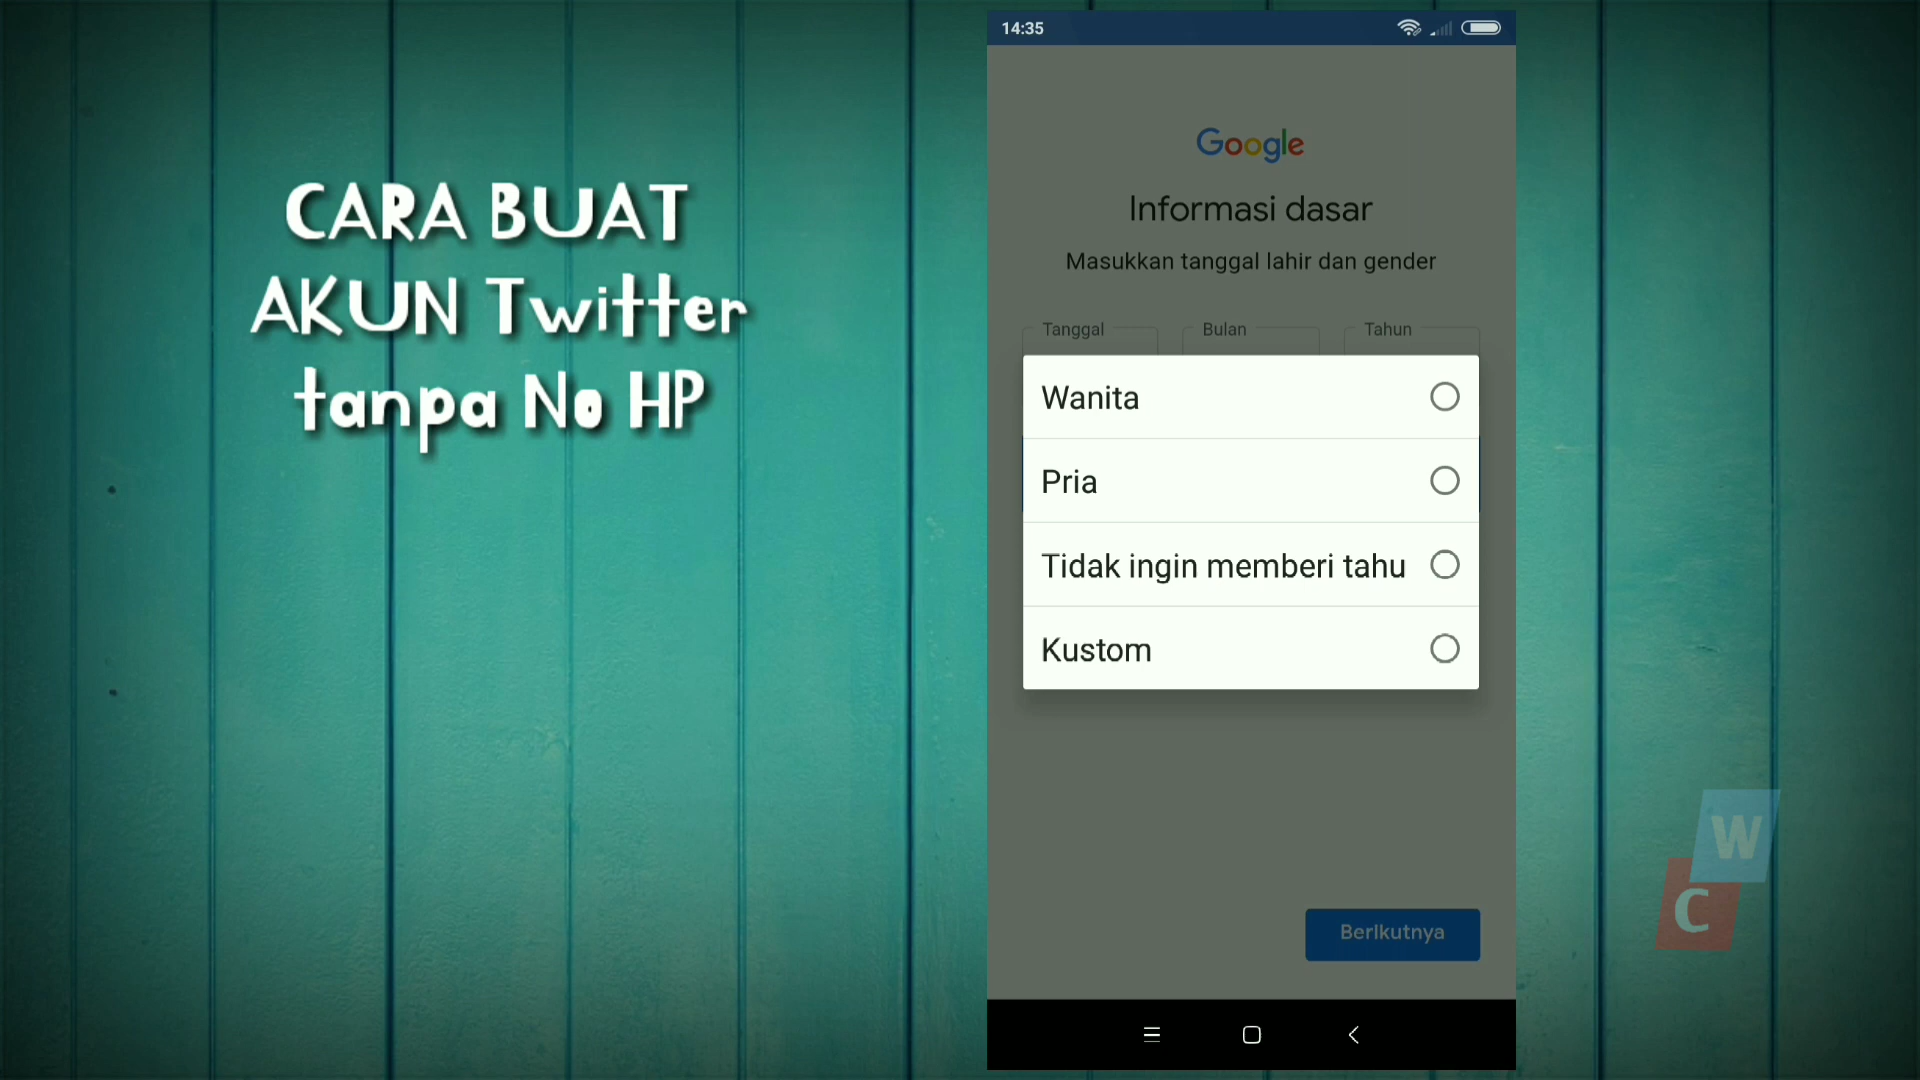 CARA BUAT
AKUN Twitter
tanpa No HP
14:35
Google
Informasi dasar
Masukkan tanggal lahir dan gender
Tanggal Bulan Tahun
Wanita
Pria
Tidak ingin memberi tahu
Kustom
Berikutnya
W
C